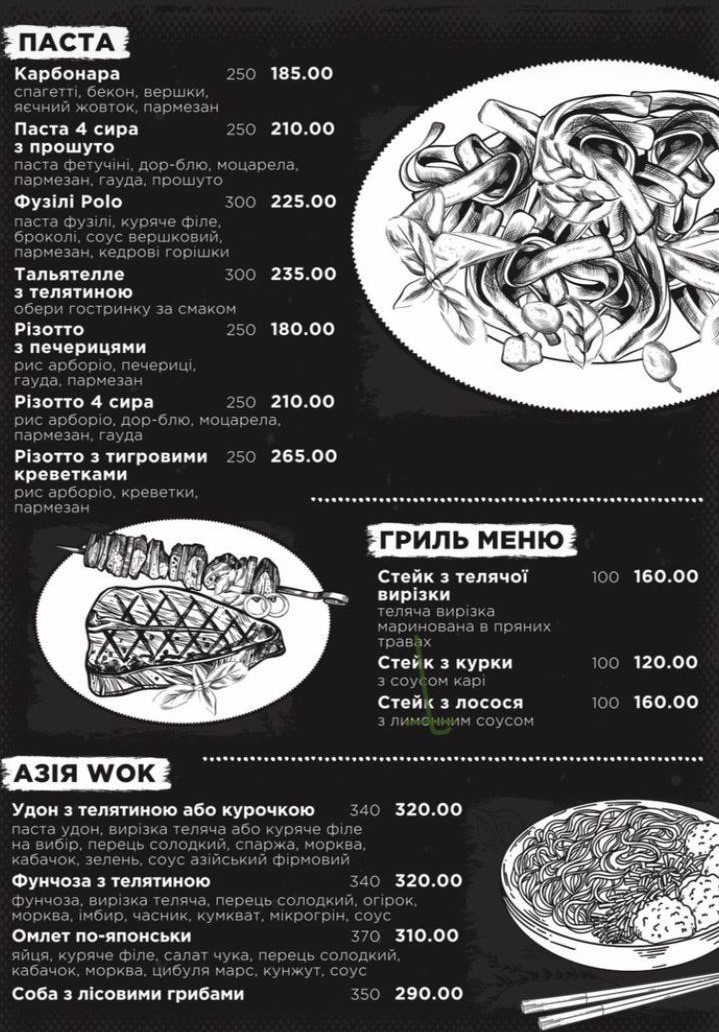 ПАСТА
Карбонара 250 185.00
спагетті, бекон, вершки,
яєчний жовток, пармезан
Паста 4 сира 250 210.00
з прошуто
паста фетучіні, дор-блю, моцарела,
пармезан, гауда, прошуто
Фузілі Polo 300 225.00
паста фузілі, куряче філе,
броколі, соус вершковий,
пармезан, кедрові горішки
Тальятелле 300 235.00
з телятиною
обери гостринку за смаком
Різотто 250 180.00
з печерицями
рис арборіо, печериці,
гауда, пармезан
Різотто 4 сира 250 210.00
рис арборіо, дор-блю, моцарела,
пармезан, гауда
Різотто з тигровими 250 265.00
креветками
рис арборіо, креветки,
пармезан
ГРИЛЬ МЕНЮ
Стейк з телячої 100 160.00
вирізки
теляча вирізка
маринована в пряних
травах
Стейк з курки 100 120.00
з соусом карі
Стейк з лосося 100 160.00
з лимонним соусом
АЗІЯ WOK
Удон з телятиною або курочкою 340 320.00
паста удон, вирізка теляча або куряче філе
на вибір, перець солодкий, спаржа, морква,
кабачок, зелень, соус азійський фірмовий
Фунчоза з телятиною 340 320.00
фунчоза, вирізка теляча, перець солодкий, огірок,
морква, імбир, часник, кумкват, мікрогрін, соус
Омлет по-японськи 370 310.00
яйця, куряче філе, салат чука, перець солодкий,
кабачок, морква, цибуля марс, кунжут, соус
Соба з лісовими грибами 350 290.00